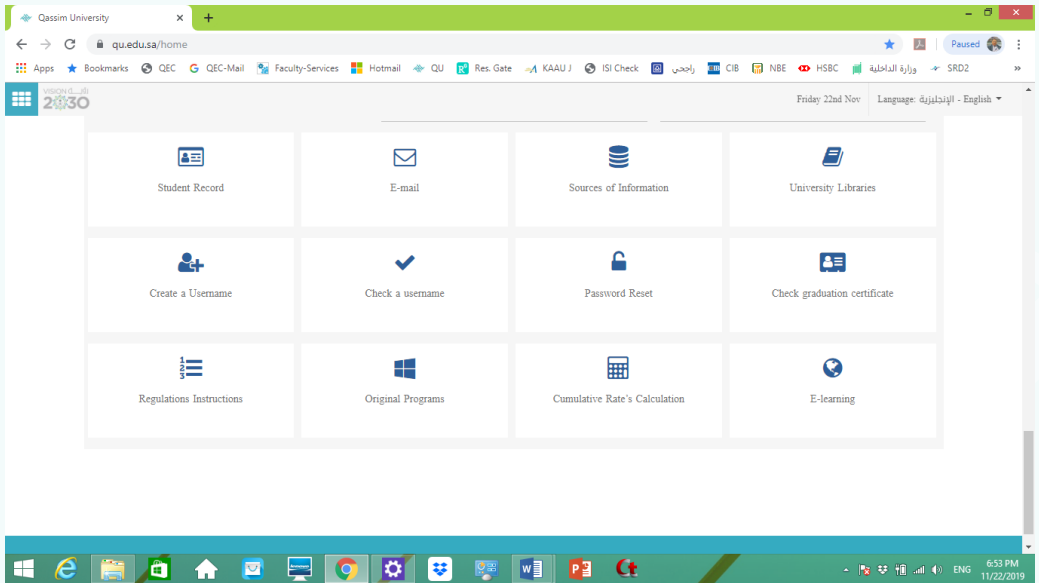 Qassim University
qu.edu.sa/home
Paused
Apps Bookmarks QEC QEC-Mail Faculty-Services Hotmail QU Res. Gate KAAU J ISI Check راجحي CIB NBE HSBC وزارة الداخلية SRD2 »
VISION رؤيــــة
2030
Friday 22nd Nov Language: الإنجليزية - English
Student Record E-mail Sources of Information University Libraries
Create a Username Check a username Password Reset Check graduation certificate
Regulations Instructions Original Programs Cumulative Rate's Calculation E-learning
ENG
6:53 PM
11/22/2019